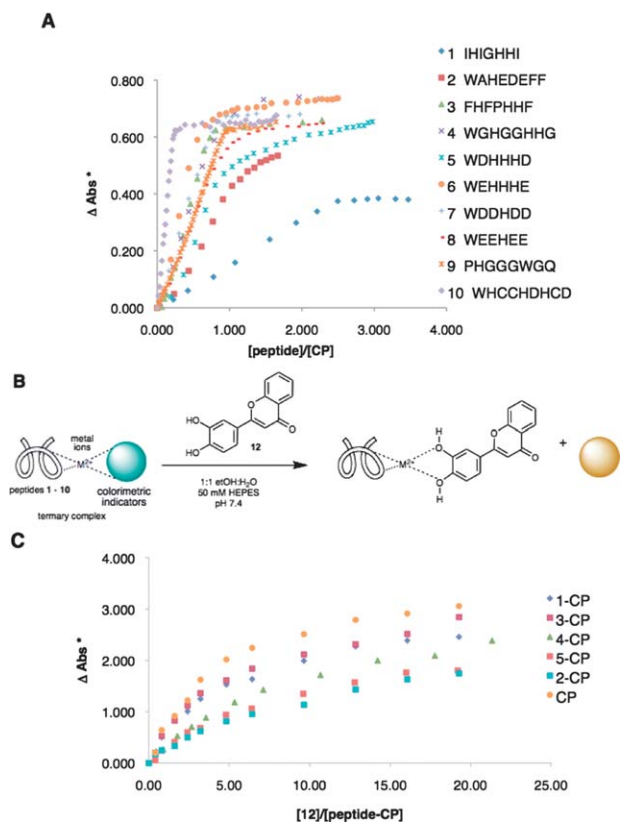 A
Δ Abs *
0.800
0.600
0.400
0.200
0.000
0.000 1.000 2.000 3.000 4.000
[peptide]/[CP]
1 IHIGHHI
2 WAHEDEFF
3 FHFPHHF
4 WGHGGHHG
5 WDHHHD
6 WEHHHE
7 WDDHDD
8 WEEHEE
9 PHGGGWGQ
10 WHCCHDHCD
B
metal
ions
M²⁺
peptides 1 - 10
colorimetric
indicators
ternary complex
HO
HO
O
O
12
1:1 etOH:H₂O
50 mM HEPES
pH 7.4
M²⁺
H
O
O
H
O
O
+
C
Δ Abs *
4.000
3.000
2.000
1.000
0.000
0.00 5.00 10.00 15.00 20.00 25.00
[12]/[peptide-CP]
1-CP
3-CP
4-CP
5-CP
2-CP
CP